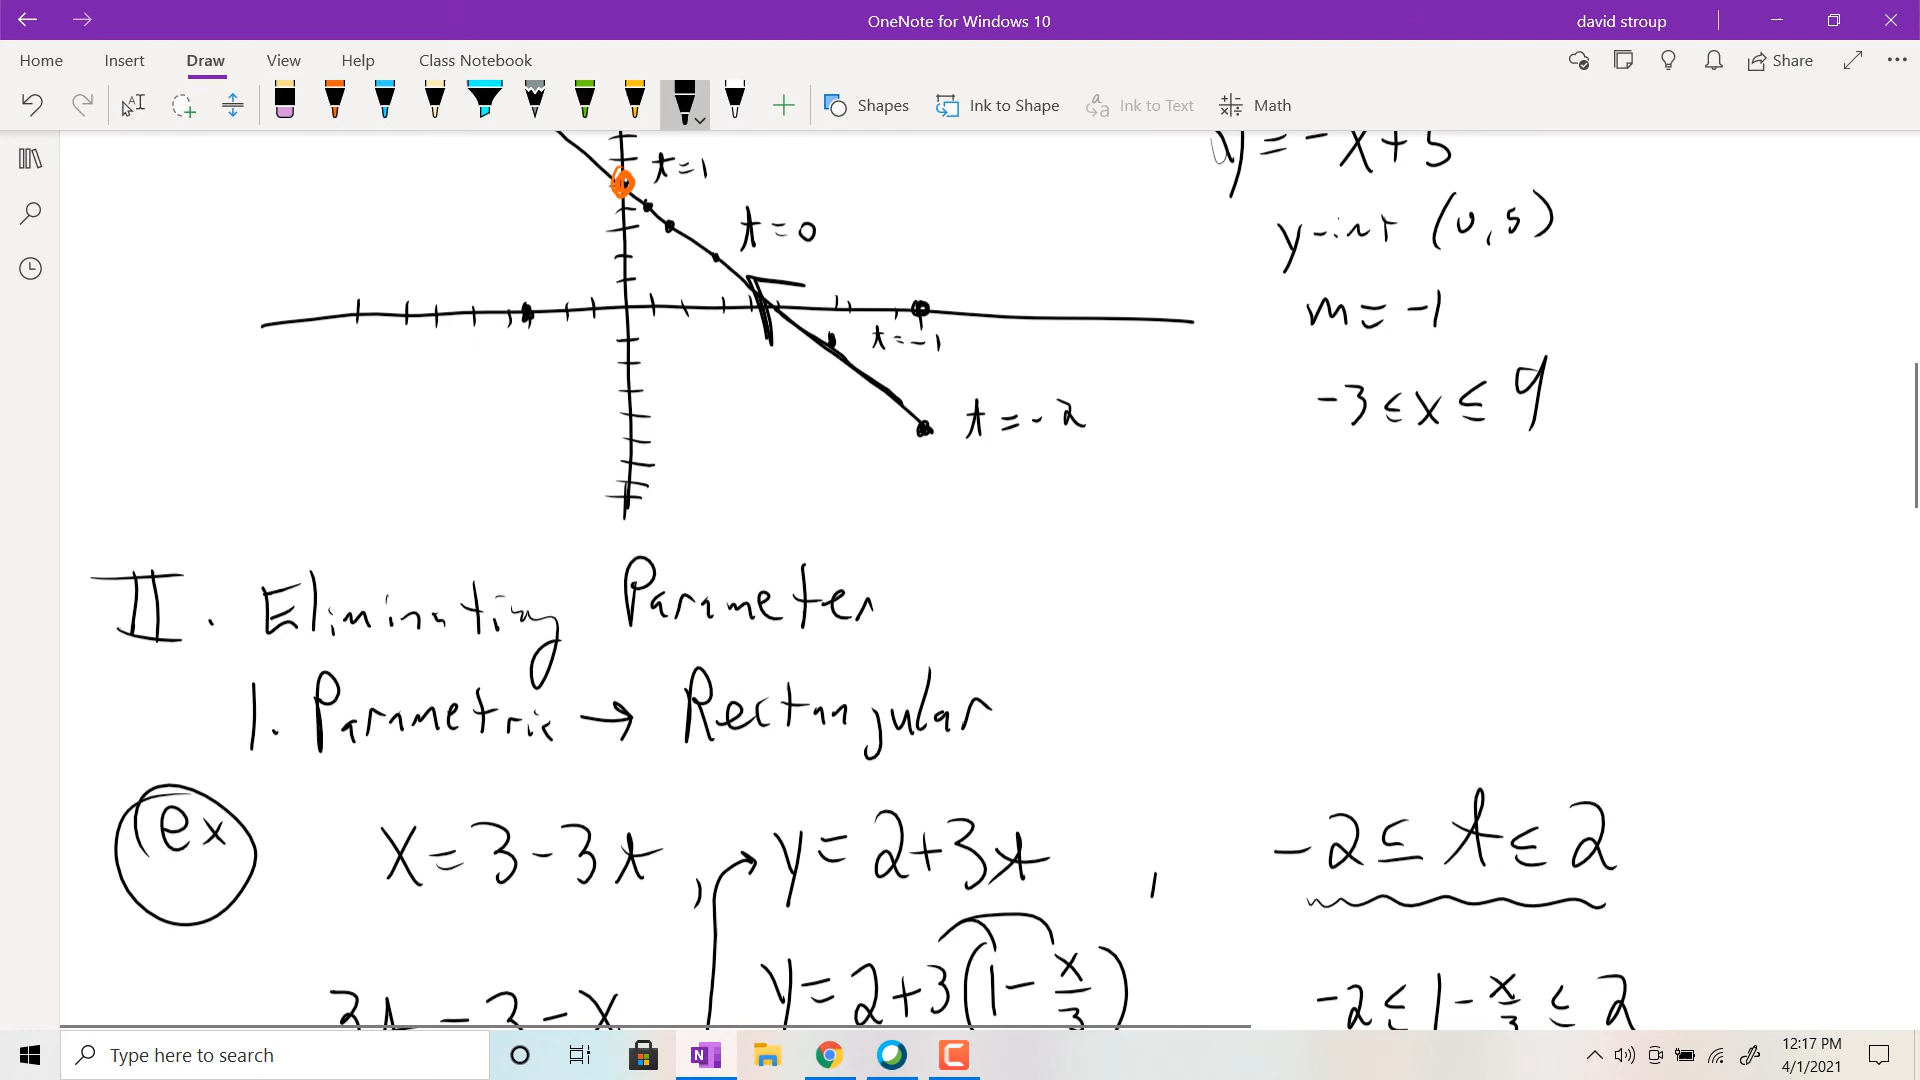 OneNote for Windows 10
david stroup
Home Insert Draw View Help Class Notebook
Share
Shapes Ink to Shape Ink to Text Math
y = -x+5
t=1
t=0
y-int (0,5)
m = -1
t=-1
-3 ≤ x ≤ 9
t=-2
II. Eliminating Parameter
1. Parametric → Rectangular
ex x=3-3t , y=2+3t , -2 ≤ t ≤ 2
3t = 3-x y=2+3(1-x/3) -2 ≤ 1-x/3 ≤ 2
Type here to search
12:17 PM
4/1/2021